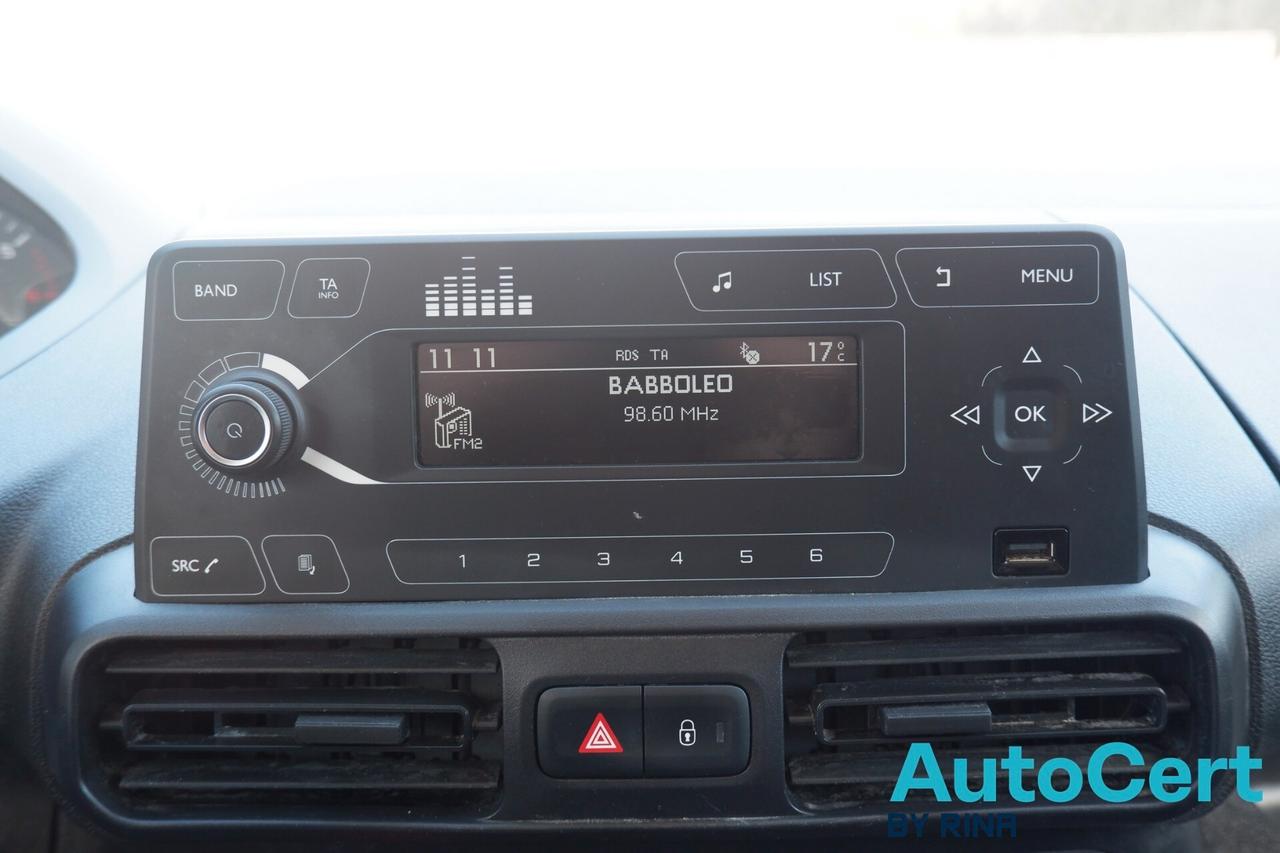 BAND
TA
INFO
LIST
MENU
11 11
RDS TA
17°C
BABBOLEO
98.60 MHz
FM2
OK
SRC
1 2 3 4 5 6
AutoCert
BY RINA